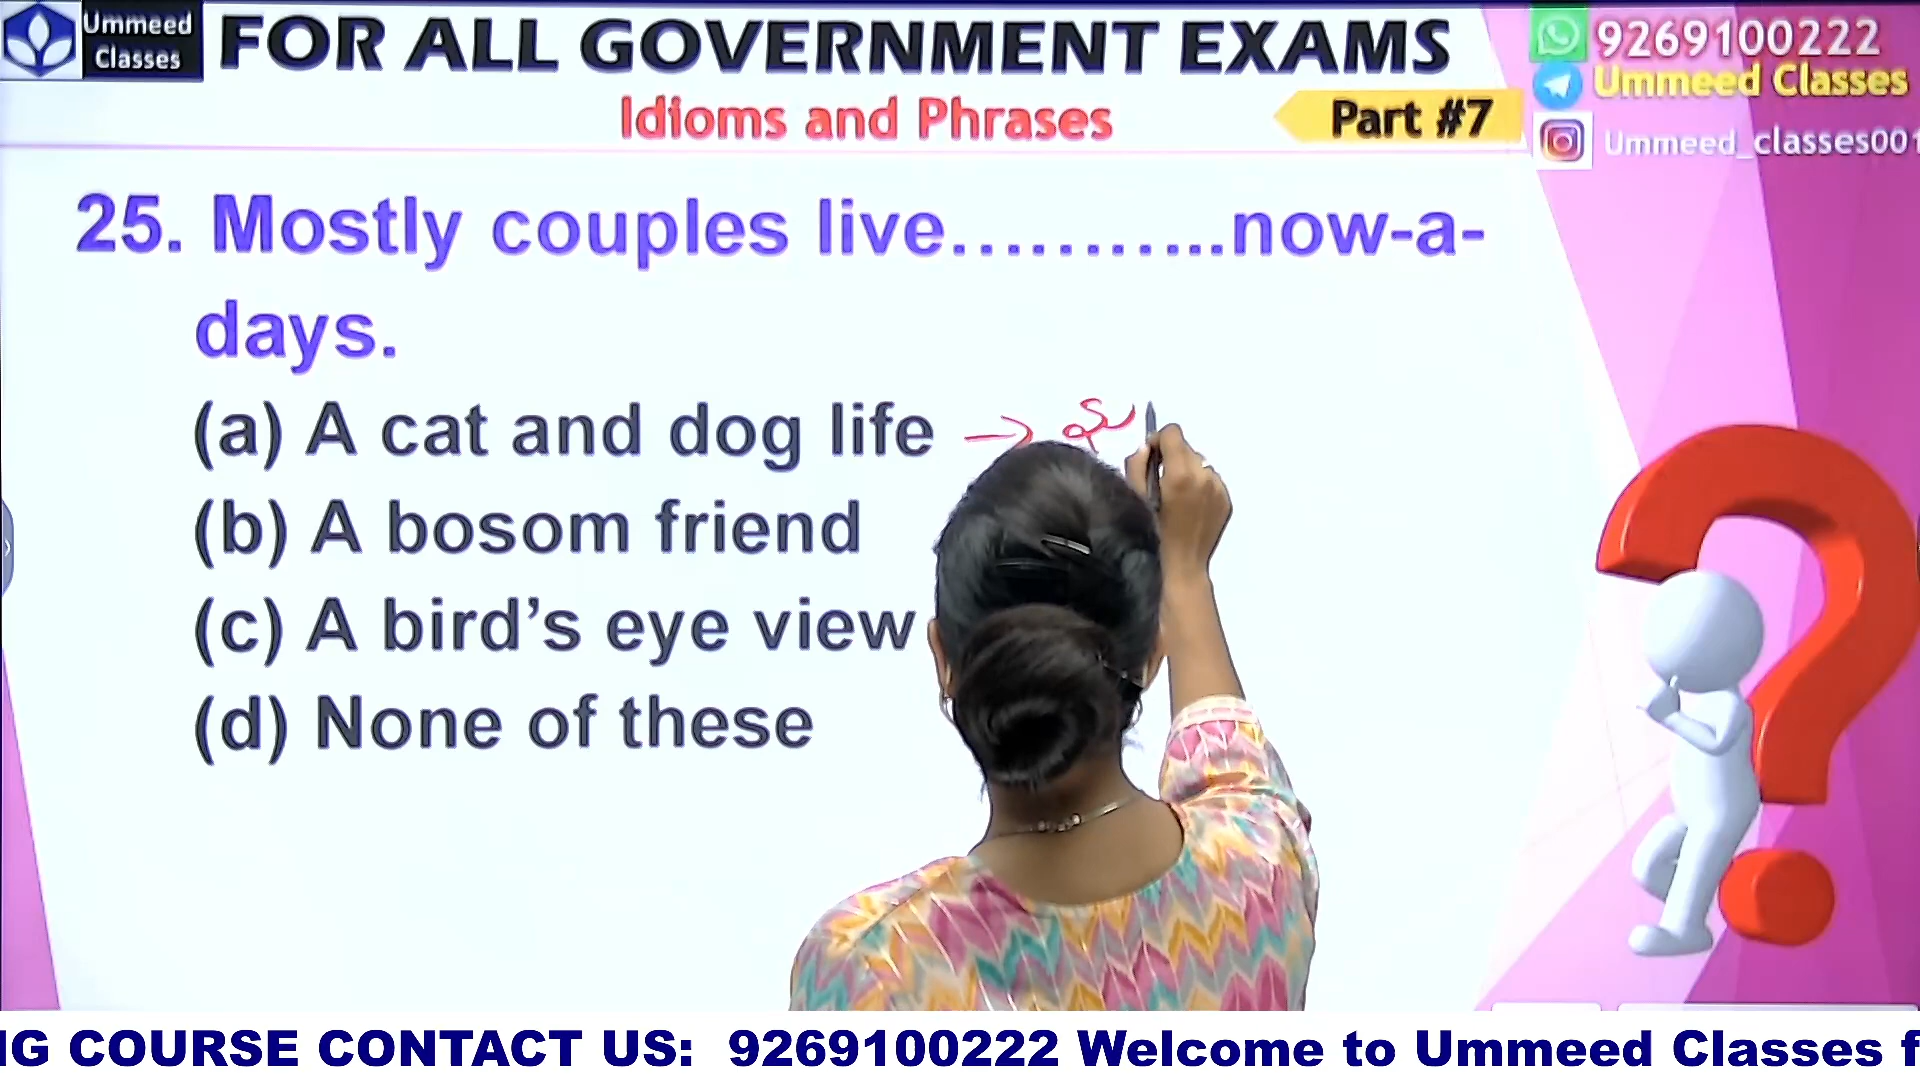 Ummeed
Classes
FOR ALL GOVERNMENT EXAMS
9269100222
Ummeed Classes
Idioms and Phrases
Part #7
Ummeed_classes001
25. Mostly couples live………..now-a-
days.
(a) A cat and dog life
(b) A bosom friend
(c) A bird’s eye view
(d) None of these
IG COURSE CONTACT US: 9269100222 Welcome to Ummeed Classes f